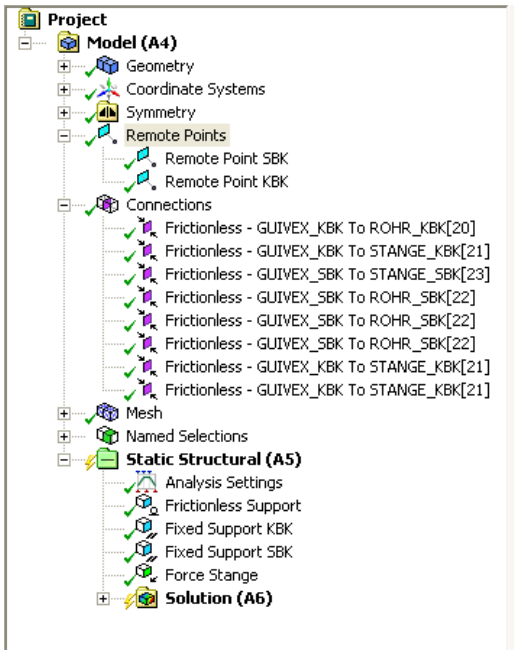 Project
Model (A4)
Geometry
Coordinate Systems
Symmetry
Remote Points
Remote Point SBK
Remote Point KBK
Connections
Frictionless - GUIVEX_KBK To ROHR_KBK[20]
Frictionless - GUIVEX_KBK To STANGE_KBK[21]
Frictionless - GUIVEX_SBK To STANGE_SBK[23]
Frictionless - GUIVEX_SBK To ROHR_SBK[22]
Frictionless - GUIVEX_SBK To ROHR_SBK[22]
Frictionless - GUIVEX_SBK To ROHR_SBK[22]
Frictionless - GUIVEX_KBK To STANGE_KBK[21]
Frictionless - GUIVEX_KBK To STANGE_KBK[21]
Mesh
Named Selections
Static Structural (A5)
Analysis Settings
Frictionless Support
Fixed Support KBK
Fixed Support SBK
Force Stange
Solution (A6)